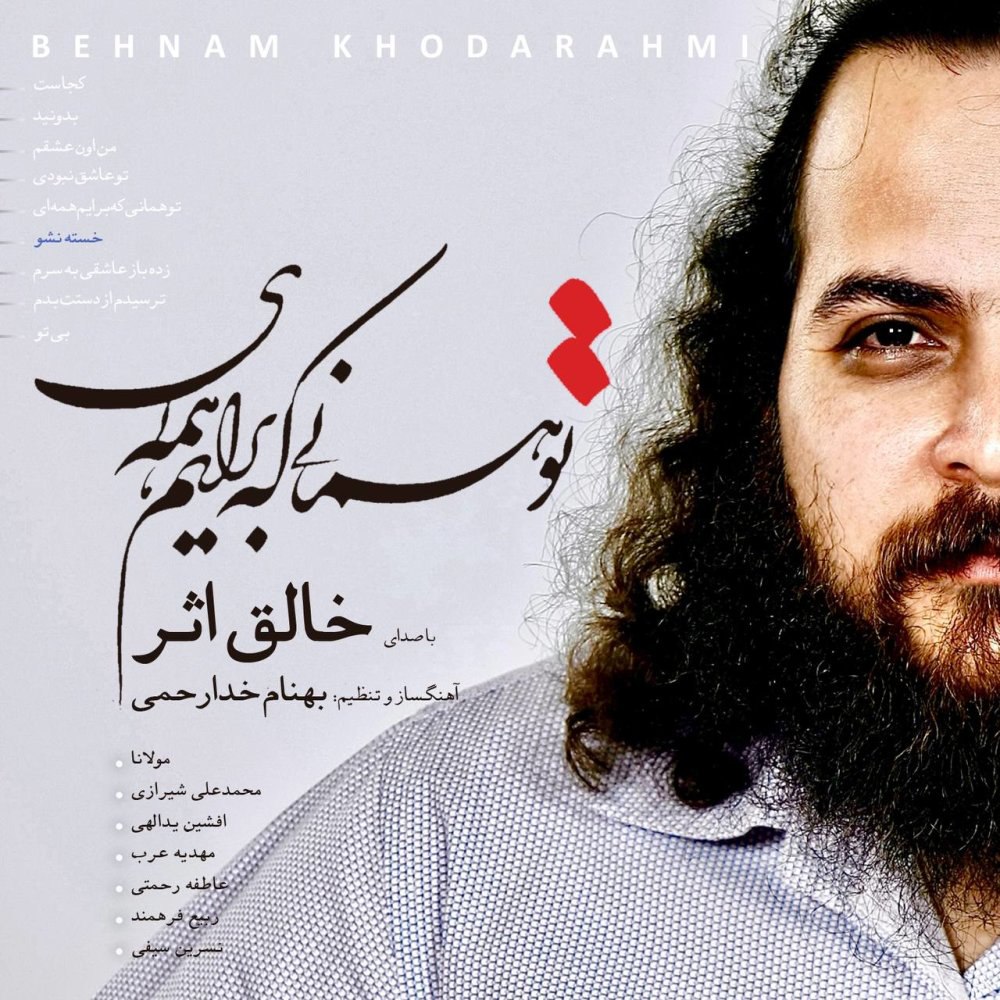 BEHNAM KHODARAHMI
کجاست
بدونید
من اون عشقم
تو عاشق نبودی
تو همانی که برایم همه‌ای
خسته نشو
زده باز عاشقی به سرم
ترسیدم از دستت بدم
بی تو
تو همانی که برایم همه‌ای
با صدای خالق اثر
آهنگساز و تنظیم: بهنام خدارحمی
مولانا
محمدعلی شیرازی
افشین یدالهی
مهدیه عرب
عاطفه رحمتی
ربیع فرهمند
نسرین سیفی